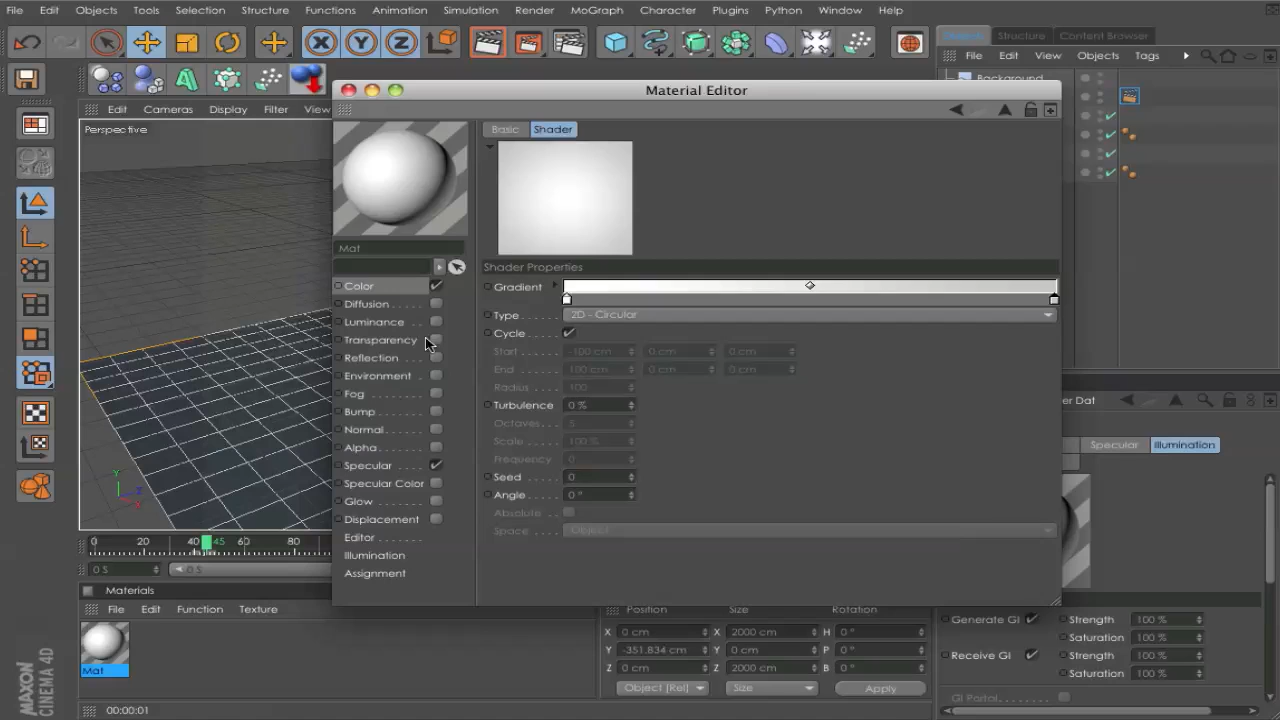 File Edit Objects Tools Selection Structure Functions Animation Simulation Render MoGraph Character Plugins Python Window Help
Structure Content Browser
File Edit View Objects Tags
Background
Material Editor
Edit Cameras Display Filter View
Perspective
Basic Shader
Mat
Shader Properties
Color
Diffusion
Luminance
Transparency
Reflection
Environment
Fog
Bump
Normal
Alpha
Specular
Specular Color
Glow
Displacement
Editor
Illumination
Assignment
Gradient
Type 2D - Circular
Cycle
Start -100 cm 0 cm 0 cm
End 100 cm 0 cm 0 cm
Radius 100
Turbulence 0 %
Octaves 5
Scale 100 %
Frequency 0
Seed 0
Angle 0 °
Absolute
Space Object
0 20 40 45 60 80
0 S 0 S
Materials
File Edit Function Texture
Mat
Position Size Rotation
X 0 cm X 2000 cm H 0 °
Y -351.834 cm Y 0 cm P 0 °
Z 0 cm Z 2000 cm B 0 °
Object (Rel) Size Apply
er Dat
Specular Illumination
Generate GI Strength 100 %
Saturation 100 %
Receive GI Strength 100 %
Saturation 100 %
GI Portal
MAXON
CINEMA 4D
00:00:01
Y
Z
X